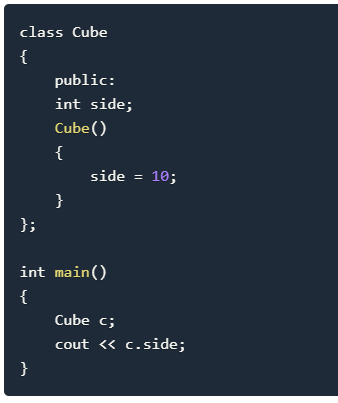 class Cube
{
    public:
    int side;
    Cube()
    {
        side = 10;
    }
};

int main()
{
    Cube c;
    cout << c.side;
}